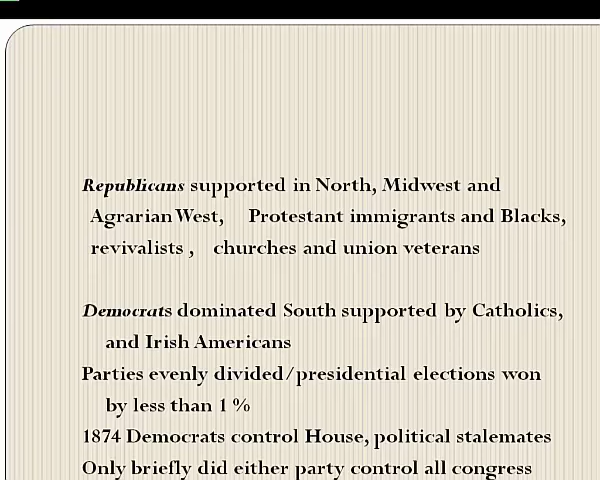 Republicans supported in North, Midwest and
Agrarian West, Protestant immigrants and Blacks,
revivalists , churches and union veterans
Democrats dominated South supported by Catholics,
and Irish Americans
Parties evenly divided/presidential elections won
by less than 1 %
1874 Democrats control House, political stalemates
Only briefly did either party control all congress